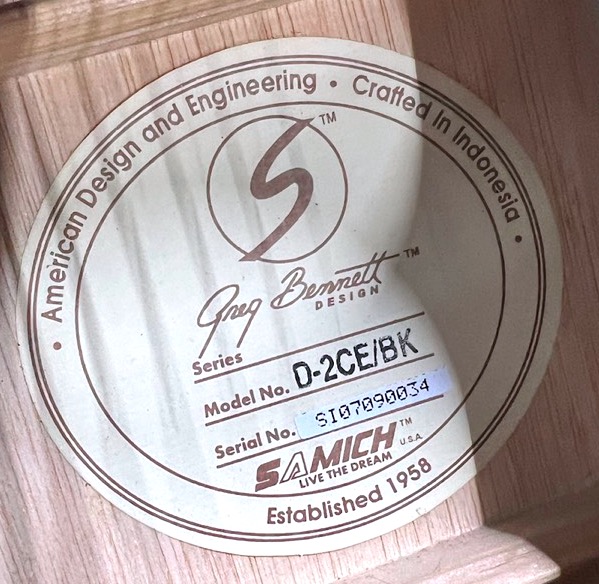 • American Design and Engineering • Crafted In Indonesia •
S™
Greg Bennett™
DESIGN
Series
Model No. D-2CE/BK
Serial No. SI07090034
SAMICK™ U.S.A.
LIVE THE DREAM
Established 1958